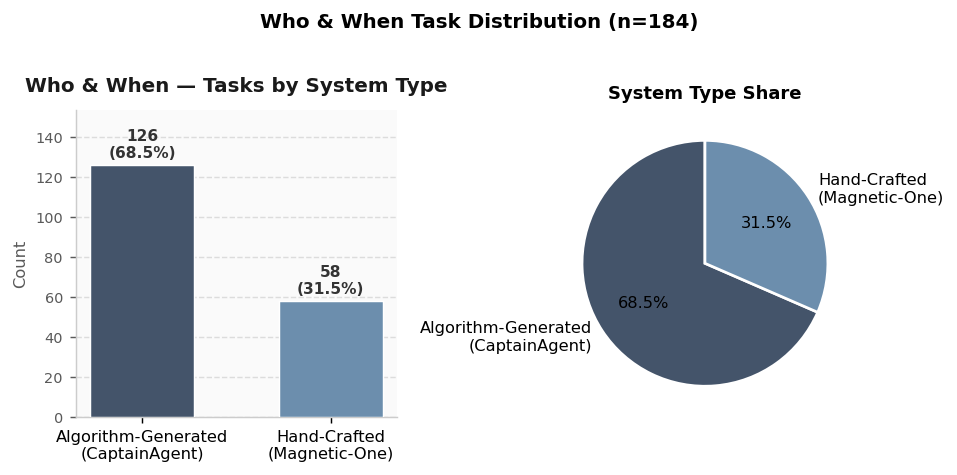 Who & When Task Distribution (n=184)
Who & When — Tasks by System Type
Count
140
120
100
80
60
40
20
0
126
(68.5%)
58
(31.5%)
Algorithm-Generated
(CaptainAgent)
Hand-Crafted
(Magnetic-One)
System Type Share
Hand-Crafted
(Magnetic-One)
31.5%
68.5%
Algorithm-Generated
(CaptainAgent)